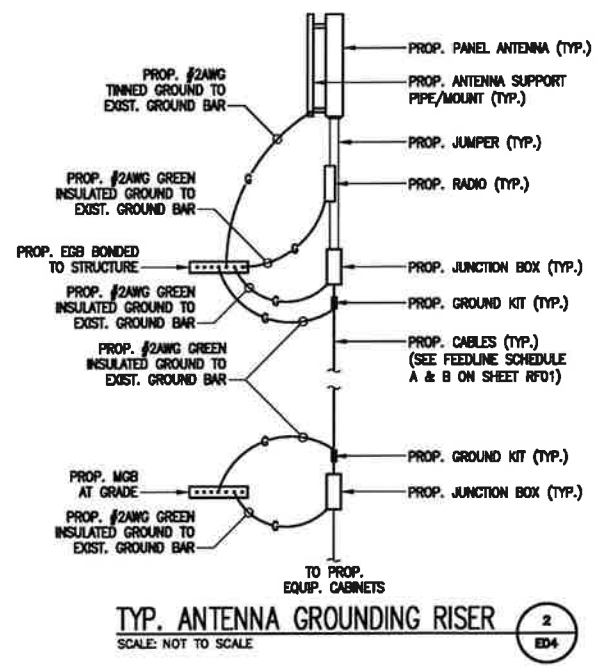 PROP. PANEL ANTENNA (TYP.)
PROP. #2AWG
TINNED GROUND TO
EXIST. GROUND BAR
PROP. ANTENNA SUPPORT
PIPE/MOUNT (TYP.)
PROP. JUMPER (TYP.)
PROP. #2AWG GREEN
INSULATED GROUND TO
EXIST. GROUND BAR
PROP. RADIO (TYP.)
G
G
PROP. EGB BONDED
TO STRUCTURE
PROP. JUNCTION BOX (TYP.)
PROP. #2AWG GREEN
INSULATED GROUND TO
EXIST. GROUND BAR
G
G
PROP. GROUND KIT (TYP.)
PROP. #2AWG GREEN
INSULATED GROUND TO
EXIST. GROUND BAR
PROP. CABLES (TYP.)
(SEE FEEDLINE SCHEDULE
A & B ON SHEET RF01)
G
PROP. GROUND KIT (TYP.)
PROP. MGB
AT GRADE
PROP. JUNCTION BOX (TYP.)
PROP. #2AWG GREEN
INSULATED GROUND TO
EXIST. GROUND BAR
G
TO PROP.
EQUIP. CABINETS
TYP. ANTENNA GROUNDING RISER
SCALE: NOT TO SCALE
2
E04